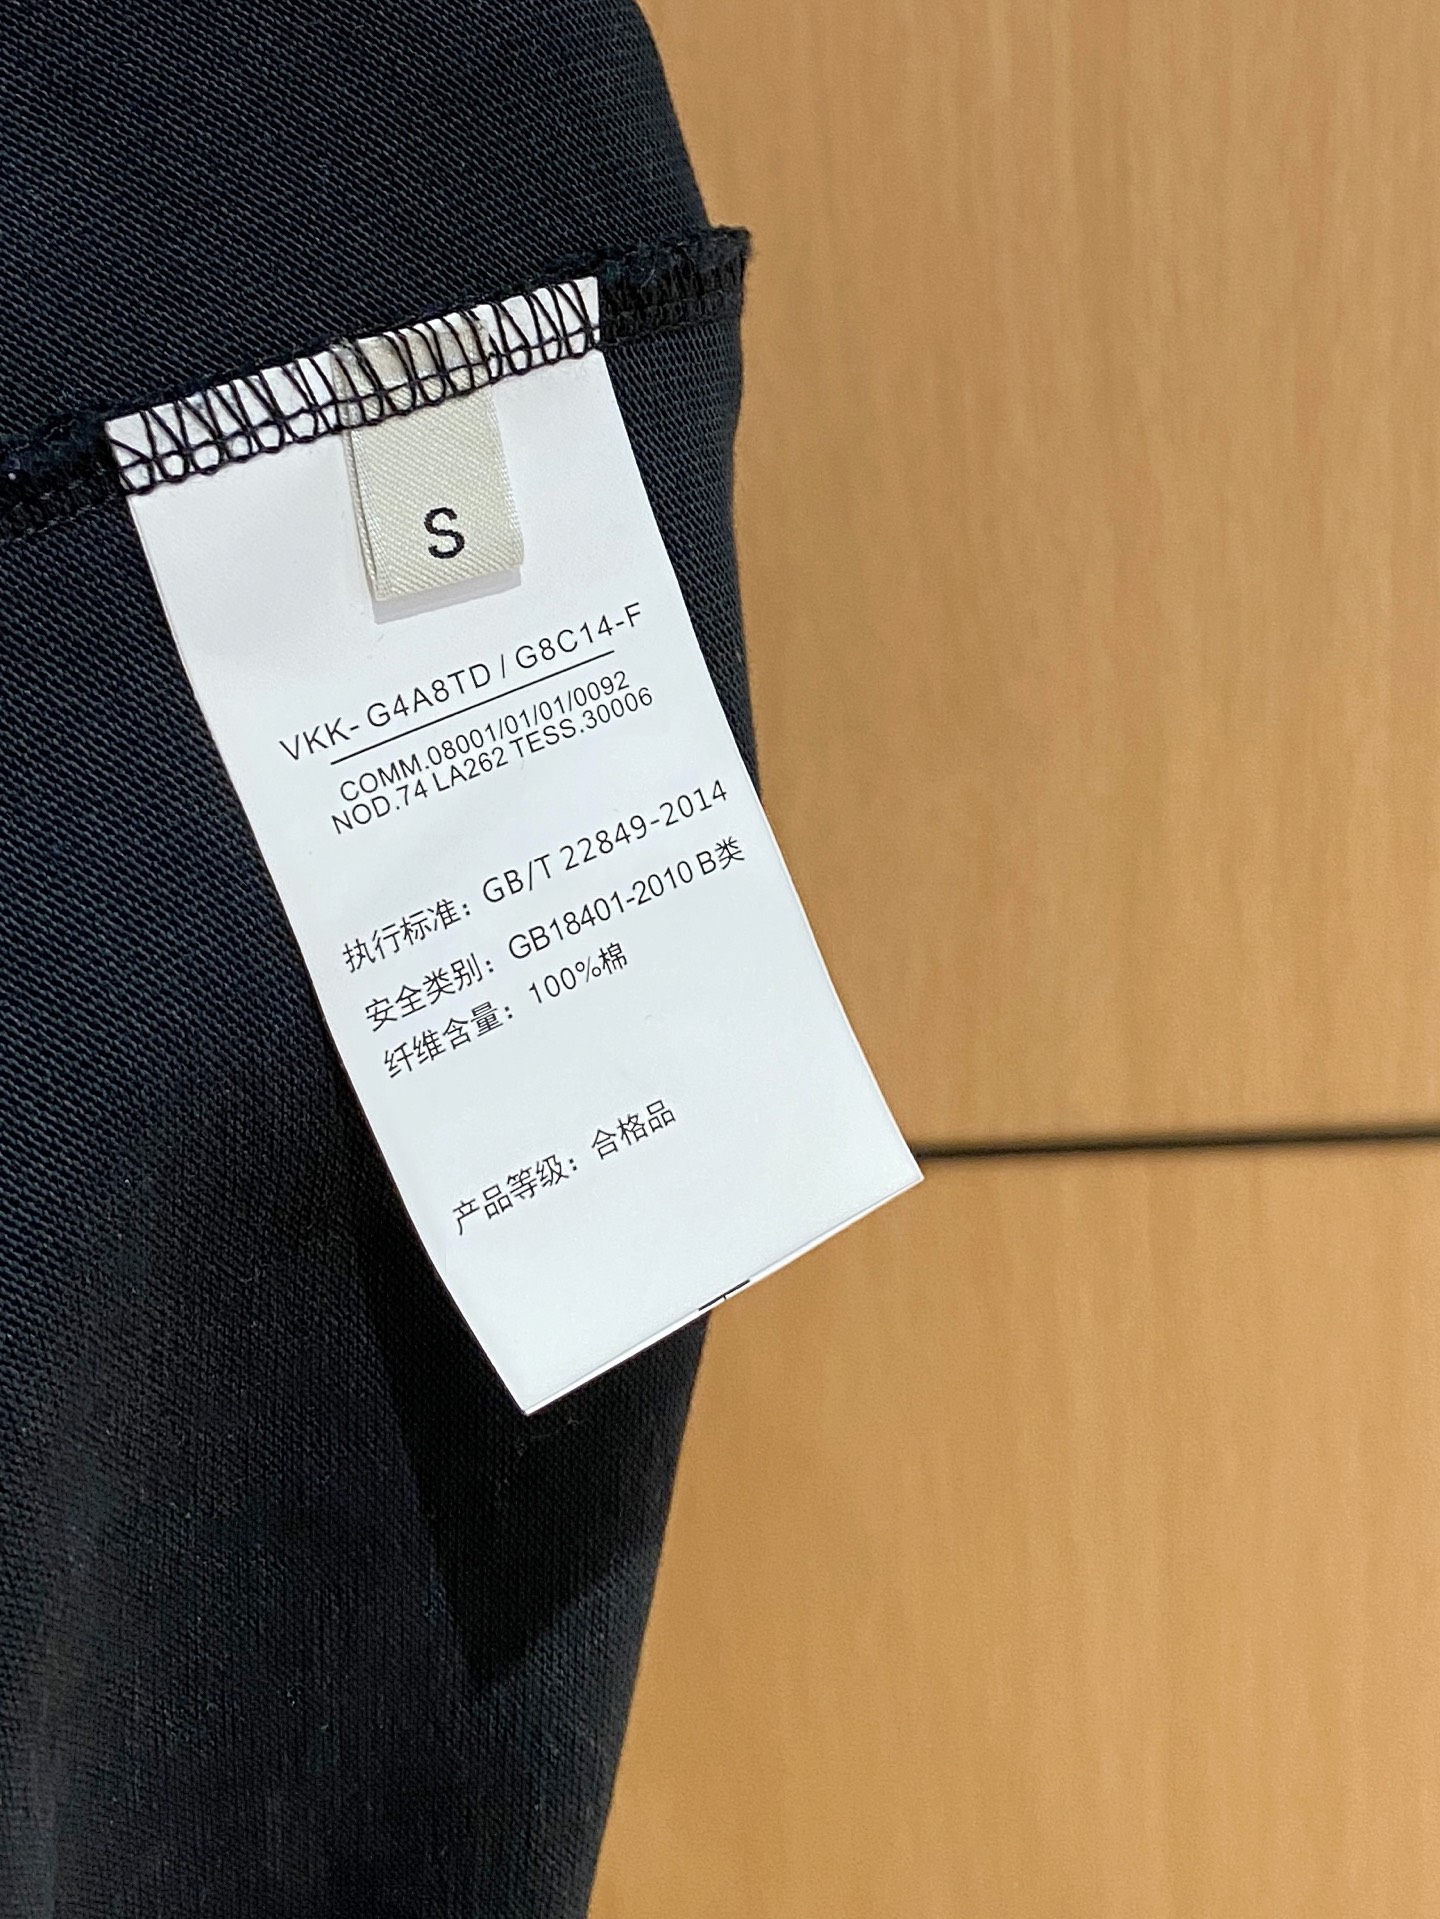 S
VKK- G4A8TD / G8C14-F
COMM.08001/01/01/0092
NOD.74 LA262 TESS.30006
执行标准：GB/T 22849-2014
安全类别：GB18401-2010 B类
纤维含量：100%棉
产品等级：合格品